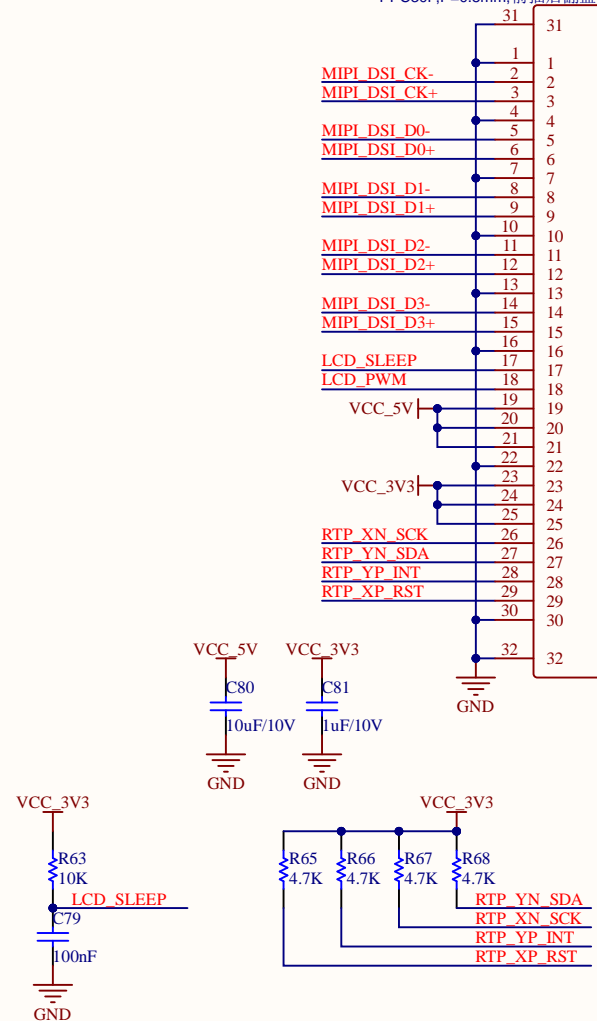 31 31
1 1
MIPI_DSI_CK- 2 2
MIPI_DSI_CK+ 3 3
4 4
MIPI_DSI_D0- 5 5
MIPI_DSI_D0+ 6 6
7 7
MIPI_DSI_D1- 8 8
MIPI_DSI_D1+ 9 9
10 10
MIPI_DSI_D2- 11 11
MIPI_DSI_D2+ 12 12
13 13
MIPI_DSI_D3- 14 14
MIPI_DSI_D3+ 15 15
16 16
LCD_SLEEP 17 17
LCD_PWM 18 18
VCC_5V 19 19
20 20
21 21
22 22
VCC_3V3 23 23
24 24
25 25
RTP_XN_SCK 26 26
RTP_YN_SDA 27 27
RTP_YP_INT 28 28
RTP_XP_RST 29 29
30 30
32 32
GND
VCC_5V VCC_3V3
C80 C81
10uF/10V 1uF/10V
GND GND
VCC_3V3
R63
10K
LCD_SLEEP
C79
100nF
GND
VCC_3V3
R65 R66 R67 R68
4.7K 4.7K 4.7K 4.7K
RTP_YN_SDA
RTP_XN_SCK
RTP_YP_INT
RTP_XP_RST